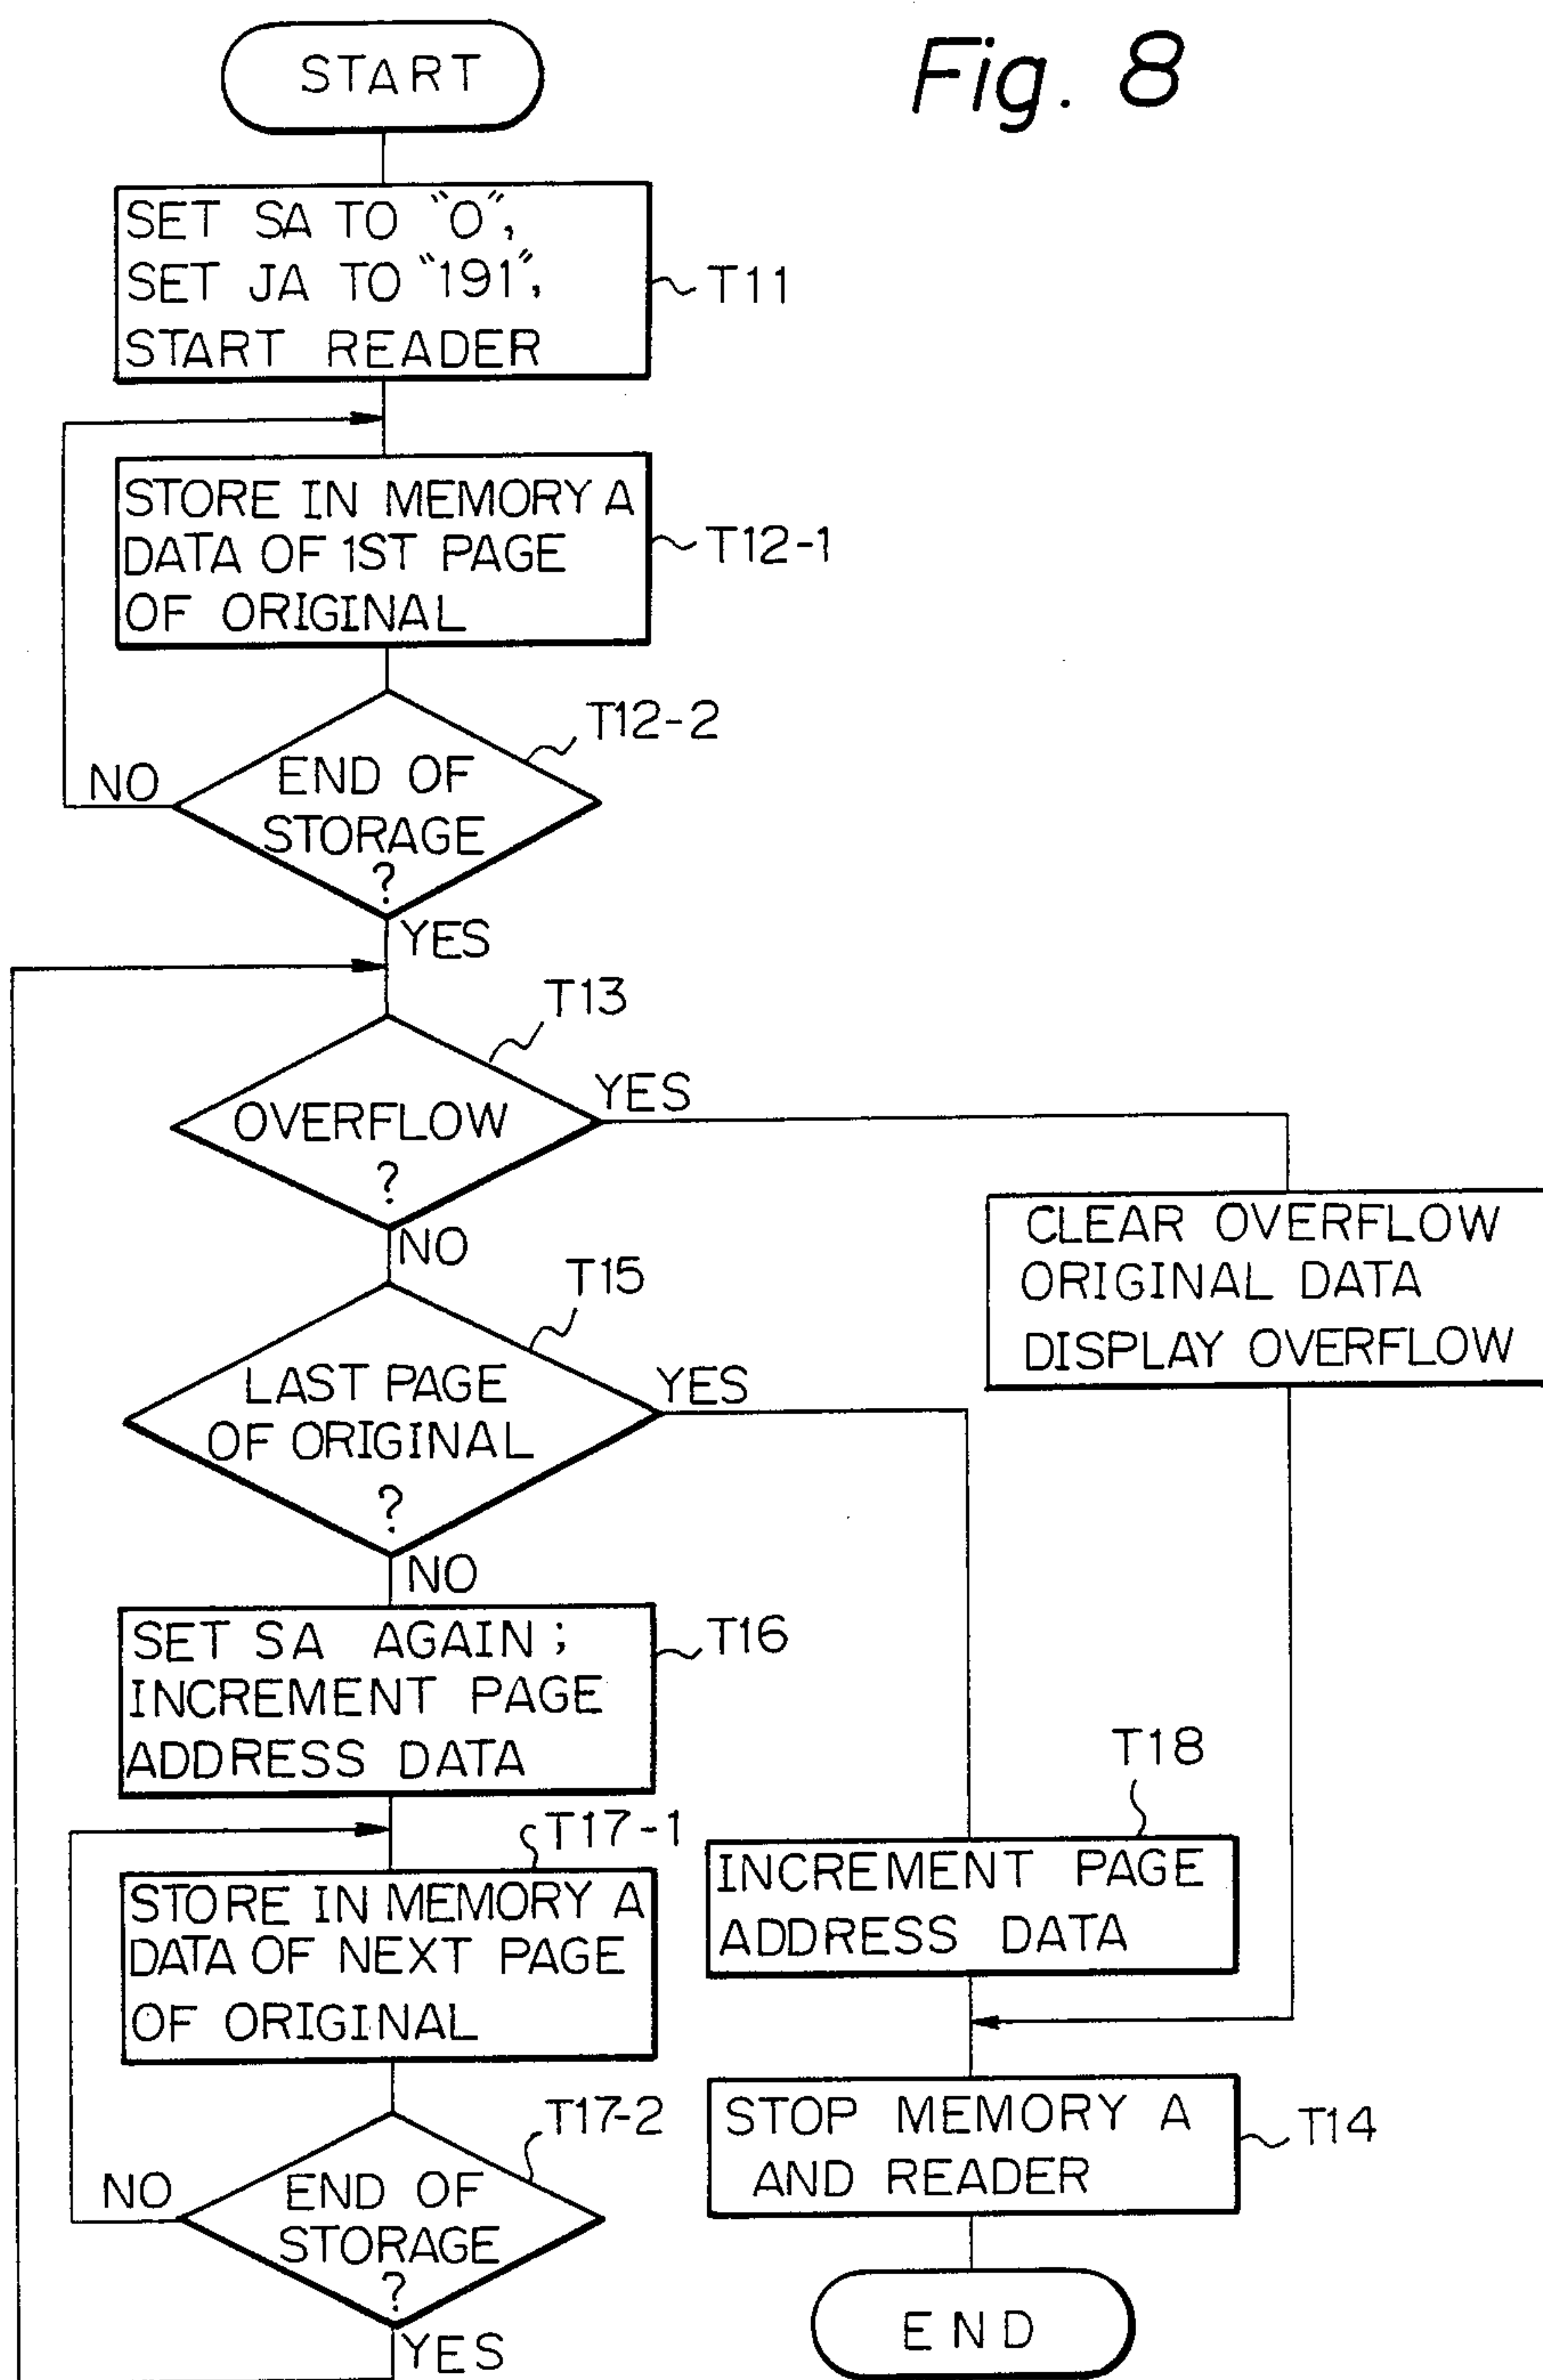 Fig. 8
START
SET SA TO "0",
SET JA TO "191",
START READER
T11
STORE IN MEMORY A
DATA OF 1ST PAGE
OF ORIGINAL
T12-1
T12-2
END OF
STORAGE
?
NO
YES
T13
OVERFLOW
?
YES
NO
CLEAR OVERFLOW
ORIGINAL DATA
DISPLAY OVERFLOW
T15
LAST PAGE
OF ORIGINAL
?
YES
NO
SET SA AGAIN;
INCREMENT PAGE
ADDRESS DATA
T16
T17-1
STORE IN MEMORY A
DATA OF NEXT PAGE
OF ORIGINAL
T18
INCREMENT PAGE
ADDRESS DATA
T17-2
END OF
STORAGE
?
NO
YES
STOP MEMORY A
AND READER
T14
END